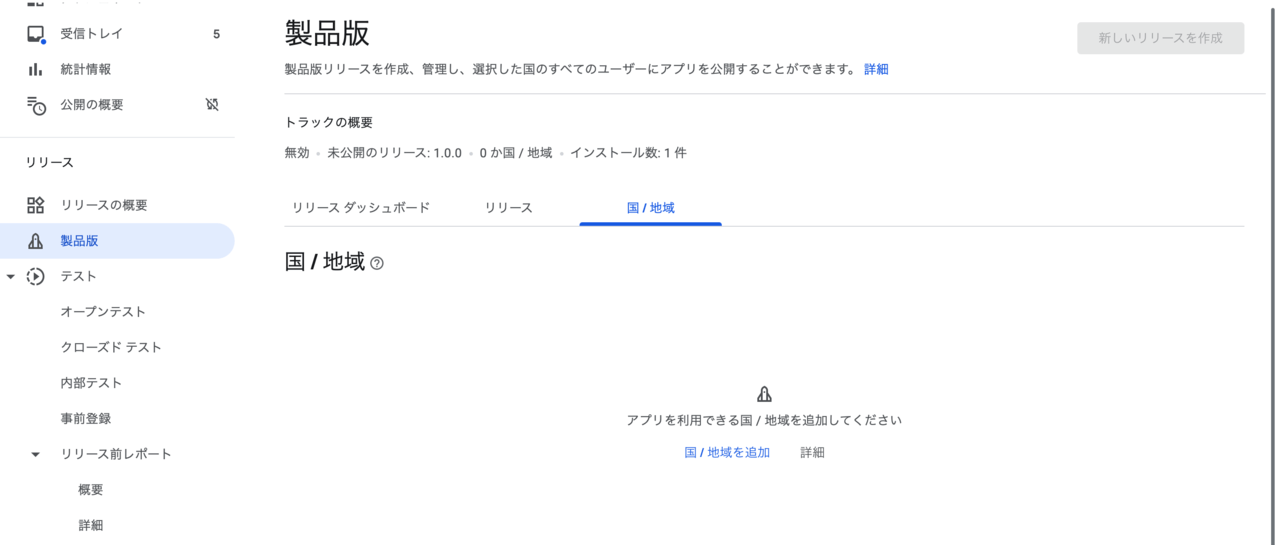 受信トレイ 5
統計情報
公開の概要
リリース
リリースの概要
製品版
テスト
オープンテスト
クローズド テスト
内部テスト
事前登録
リリース前レポート
概要
詳細
製品版
新しいリリースを作成
製品版リリースを作成、管理し、選択した国のすべてのユーザーにアプリを公開することができます。 詳細
トラックの概要
無効 • 未公開のリリース: 1.0.0 • 0 か国 / 地域 • インストール数: 1 件
リリース ダッシュボード リリース 国 / 地域
国 / 地域
アプリを利用できる国 / 地域を追加してください
国 / 地域を追加 詳細